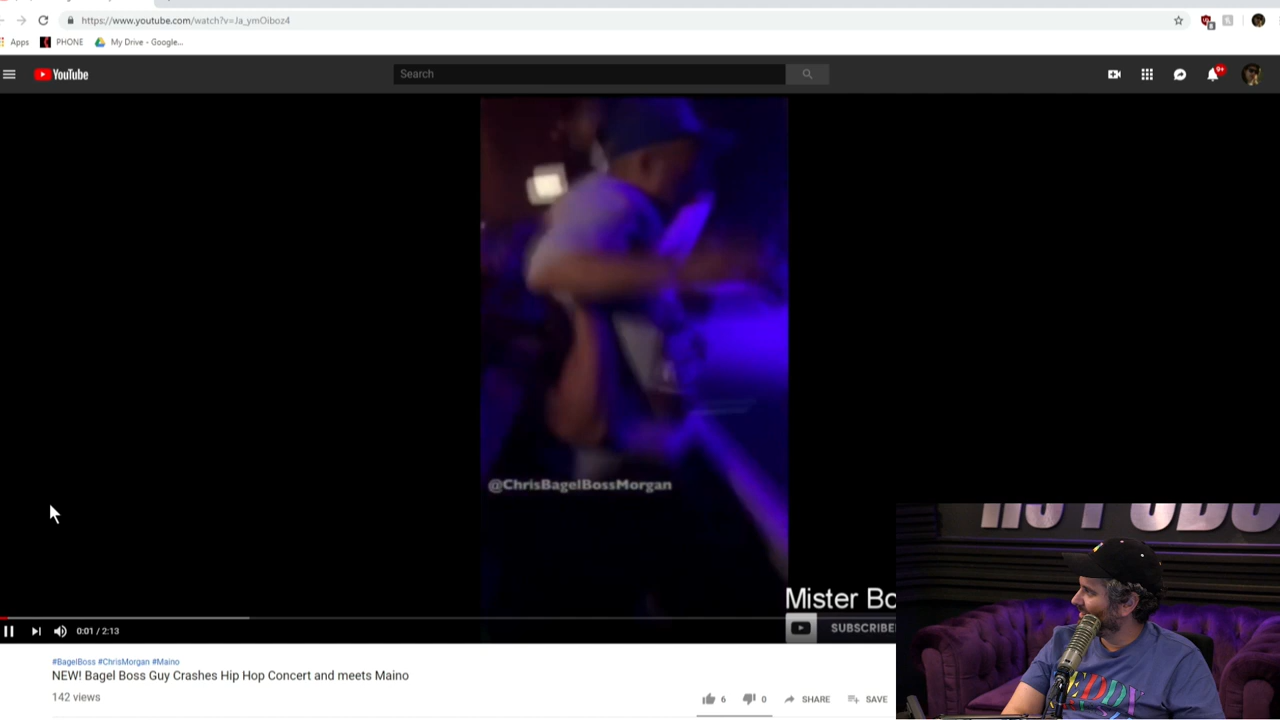 https://www.youtube.com/watch?v=Ja_ymOiboz4
Apps PHONE My Drive - Google...
YouTube
Search
9+
@ChrisBagelBossMorgan
Mister Bo
SUBSCRIBE
0:01 / 2:13
#BagelBoss #ChrisMorgan #Maino
NEW! Bagel Boss Guy Crashes Hip Hop Concert and meets Maino
142 views
6 0 SHARE SAVE